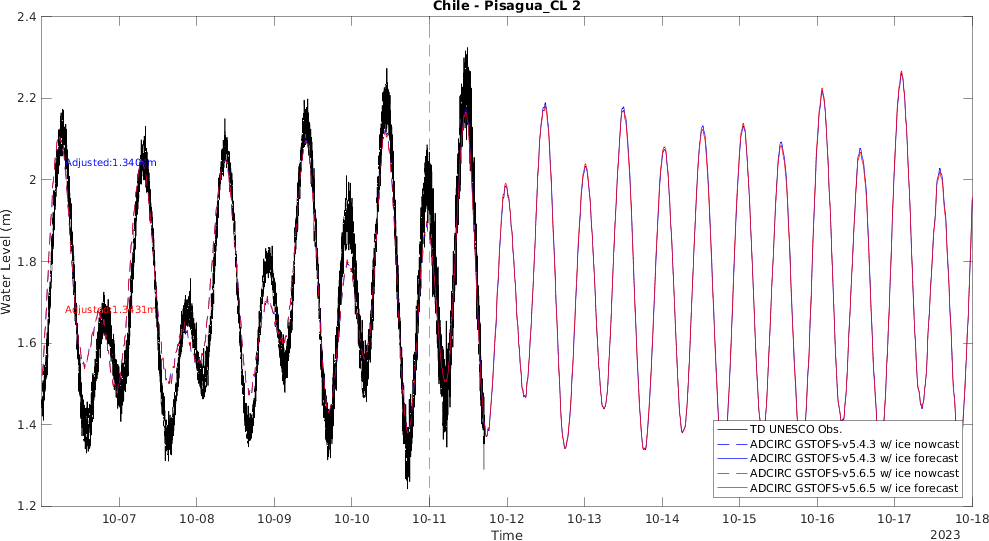 Chile - Pisagua_CL 2
2.4
2.2
2
1.8
1.6
1.4
1.2
Water Level (m)
Adjusted:1.3431m
10-07
10-08
10-09
10-10
10-11
10-12
10-13
10-14
10-15
10-16
10-17
10-18
Time
2023
TD UNESCO Obs.
ADCIRC GSTOFS-v5.4.3 w/ ice nowcast
ADCIRC GSTOFS-v5.4.3 w/ ice forecast
ADCIRC GSTOFS-v5.6.5 w/ ice nowcast
ADCIRC GSTOFS-v5.6.5 w/ ice forecast